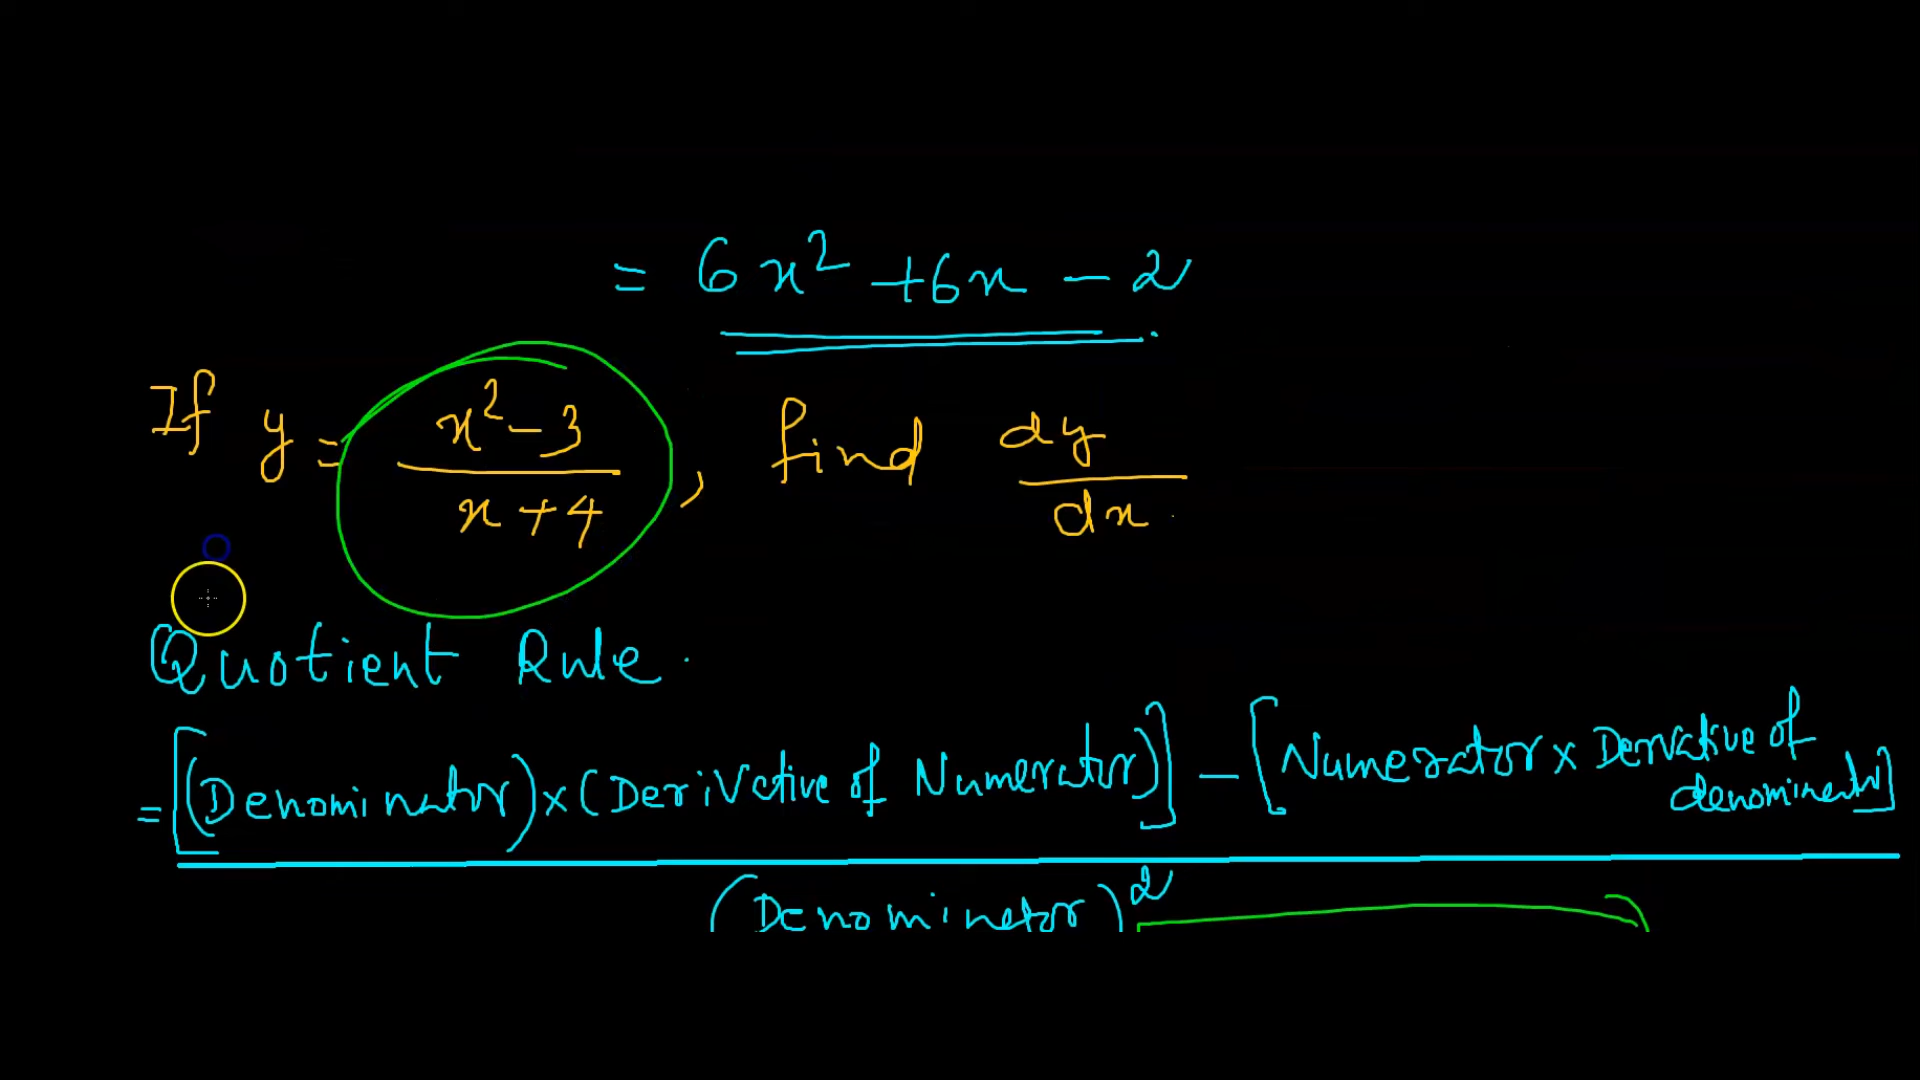 = 6x² + 6x - 2
If y = (x² - 3)/(x + 4), find dy/dx
Quotient Rule.
= [(Denominator) x (Derivative of Numerator)] - [Numerator x Derivative of denominator]
(Denominator)²